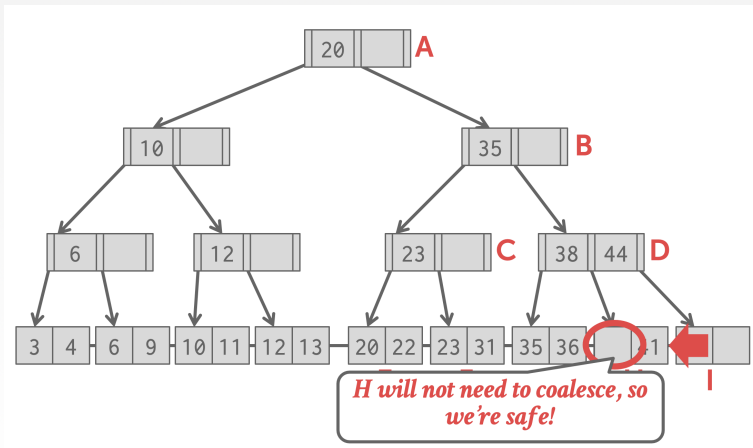 20 A
10 35 B
6 12 23 C 38 44 D
3 4 6 9 10 11 12 13 20 22 23 31 35 36 41
I
H will not need to coalesce, so
we're safe!